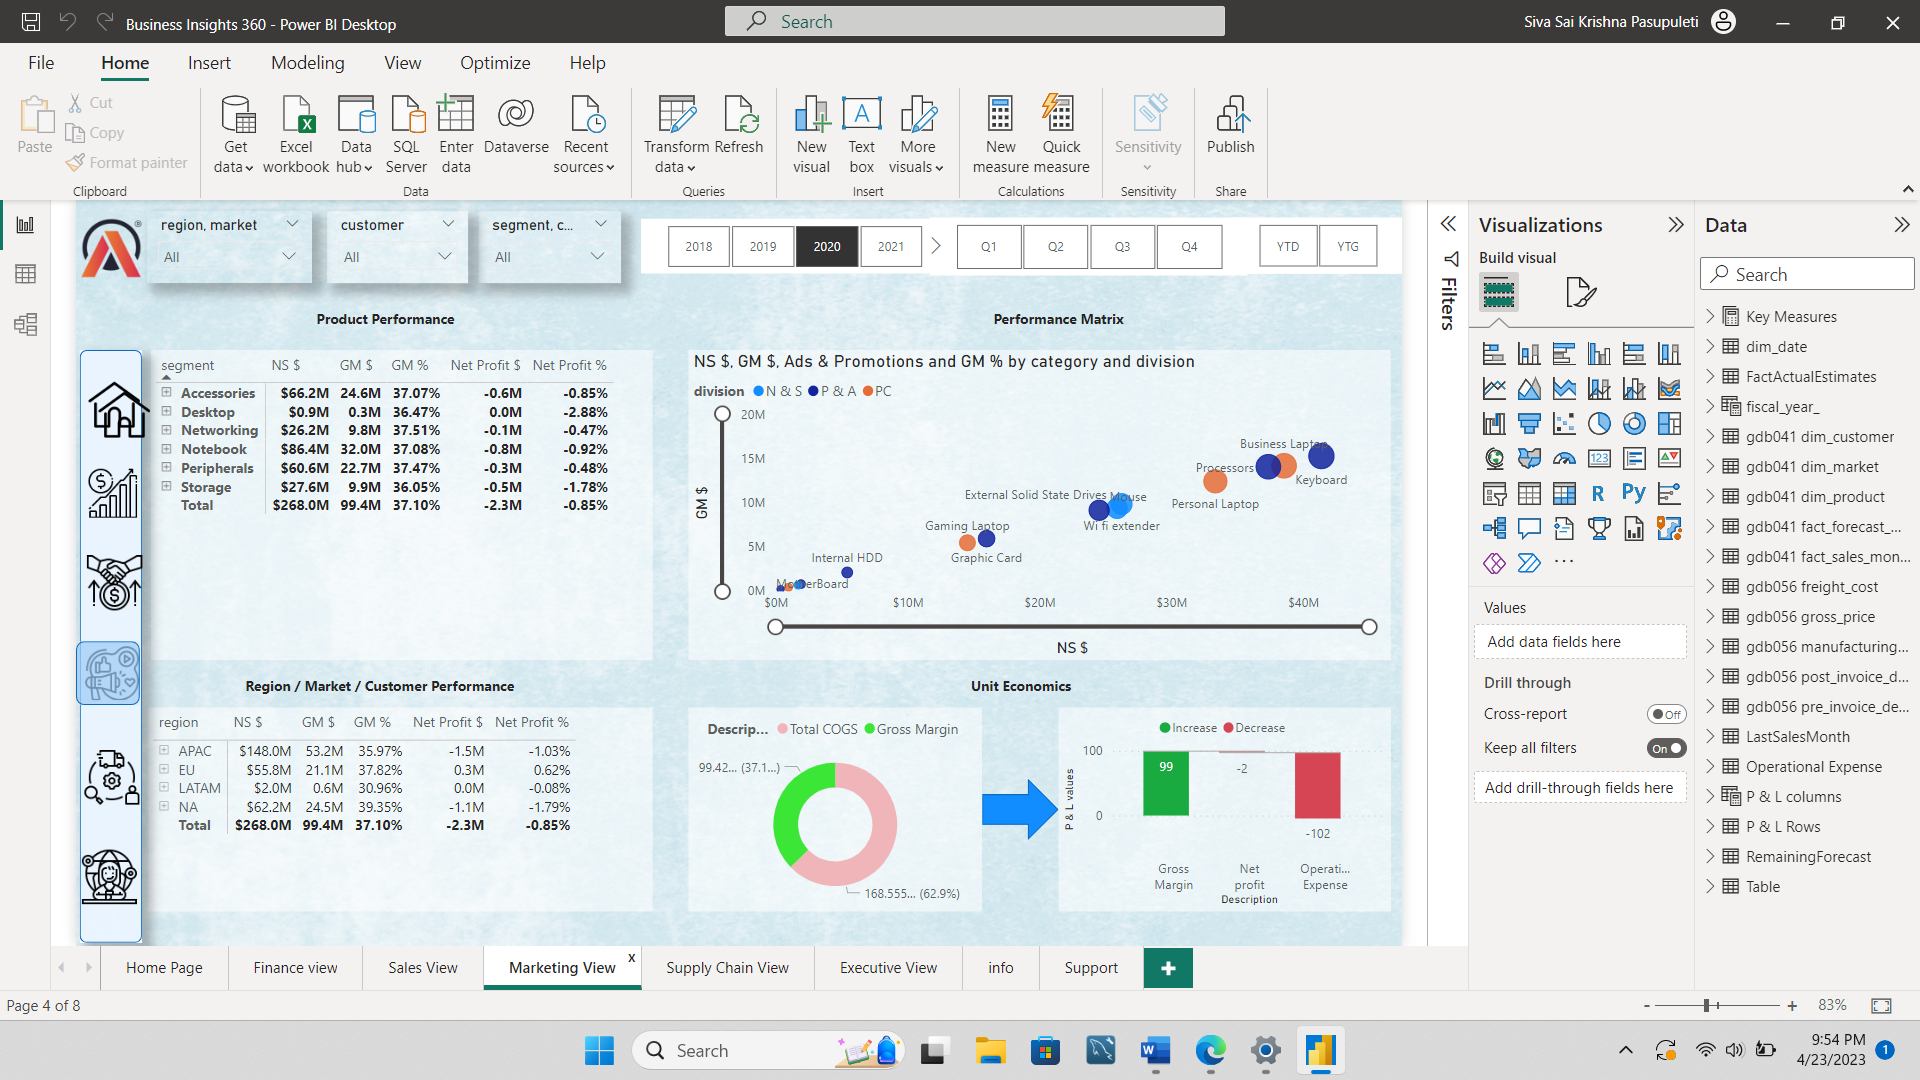 Business Insights 360 - Power BI Desktop
Search
Siva Sai Krishna Pasupuleti
File Home Insert Modeling View Optimize Help
Paste
Cut
Copy
Format painter
Clipboard
Get data
Excel workbook
Data hub
SQL Server
Enter data
Dataverse
Recent sources
Data
Transform data
Refresh
Queries
New visual
Text box
More visuals
Insert
New measure
Quick measure
Calculations
Sensitivity
Sensitivity
Publish
Share
region, market
All
customer
All
segment, c...
All
2018 2019 2020 2021
Q1 Q2 Q3 Q4
YTD YTG
Product Performance
segment NS $ GM $ GM % Net Profit $ Net Profit %
Accessories $66.2M 24.6M 37.07% -0.6M -0.85%
Desktop $0.9M 0.3M 36.47% 0.0M -2.88%
Networking $26.2M 9.8M 37.51% -0.1M -0.47%
Notebook $86.4M 32.0M 37.08% -0.8M -0.92%
Peripherals $60.6M 22.7M 37.47% -0.3M -0.48%
Storage $27.6M 9.9M 36.05% -0.5M -1.78%
Total $268.0M 99.4M 37.10% -2.3M -0.85%
Performance Matrix
NS $, GM $, Ads & Promotions and GM % by category and division
division N & S P & A PC
GM $
20M
15M
10M
5M
0M
Business Laptop
Processors
Keyboard
Personal Laptop
External Solid State Drives
Mouse
Wi fi extender
Gaming Laptop
Graphic Card
Internal HDD
MotherBoard
$0M $10M $20M $30M $40M
NS $
Region / Market / Customer Performance
region NS $ GM $ GM % Net Profit $ Net Profit %
APAC $148.0M 53.2M 35.97% -1.5M -1.03%
EU $55.8M 21.1M 37.82% 0.3M 0.62%
LATAM $2.0M 0.6M 30.96% 0.0M -0.08%
NA $62.2M 24.5M 39.35% -1.1M -1.79%
Total $268.0M 99.4M 37.10% -2.3M -0.85%
Unit Economics
Descrip... Total COGS Gross Margin
99.42... (37.1...)
168.555... (62.9%)
Increase Decrease
P & L values
100
0
99
-2
-102
Gross Margin
Net profit
Operati... Expense
Description
Filters
Visualizations
Build visual
Values
Add data fields here
Drill through
Cross-report Off
Keep all filters On
Add drill-through fields here
Data
Search
Key Measures
dim_date
FactActualEstimates
fiscal_year_
gdb041 dim_customer
gdb041 dim_market
gdb041 dim_product
gdb041 fact_forecast_...
gdb041 fact_sales_mon...
gdb056 freight_cost
gdb056 gross_price
gdb056 manufacturing...
gdb056 post_invoice_d...
gdb056 pre_invoice_de...
LastSalesMonth
Operational Expense
P & L columns
P & L Rows
RemainingForecast
Table
Home Page Finance view Sales View Marketing View x Supply Chain View Executive View info Support
Page 4 of 8
83%
Search
9:54 PM
4/23/2023
1